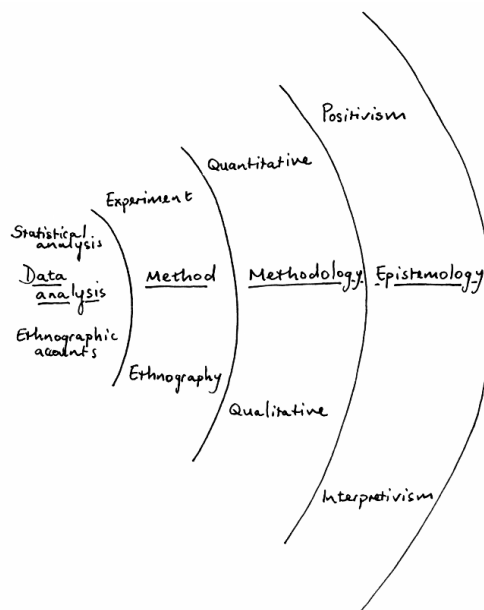 Positivism
Quantitative
Experiment
Statistical
analysis
Data
analysis
Method
Methodology
Epistemology
Ethnographic
accounts
Ethnography
Qualitative
Interpretivism